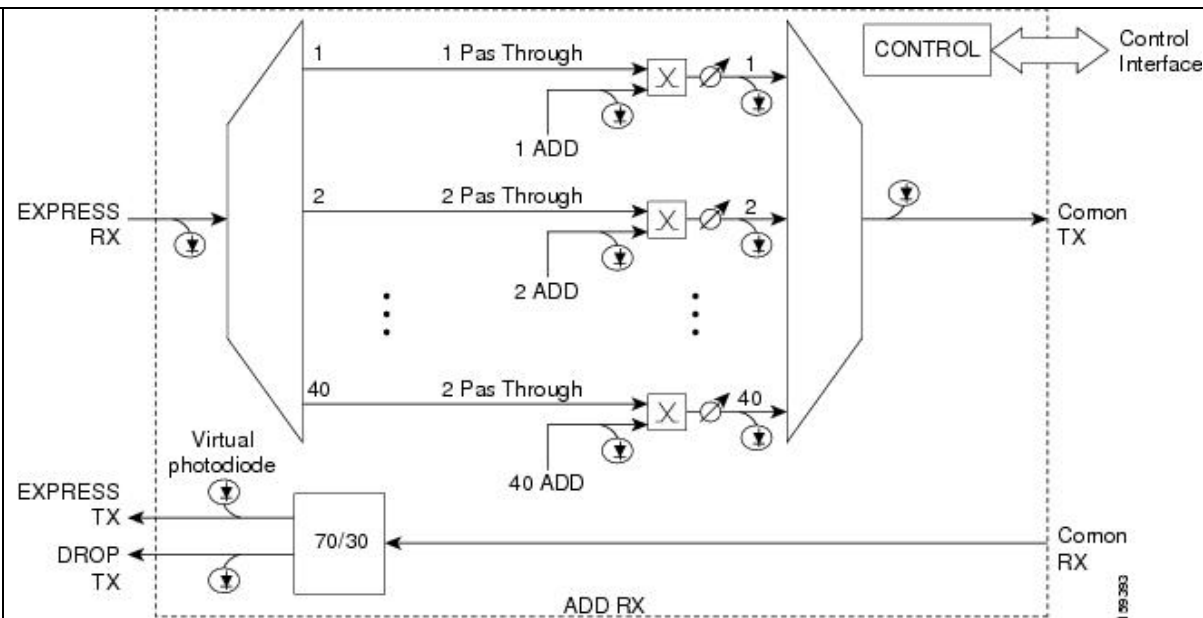 CONTROL
Control
Interface
1
1 Pas Through
1
1 ADD
EXPRESS
RX
2
2 Pas Through
2
2 ADD
Comon
TX
40
2 Pas Through
40
40 ADD
Virtual
photodiode
EXPRESS
TX
DROP
TX
70/30
Comon
RX
ADD RX
159393